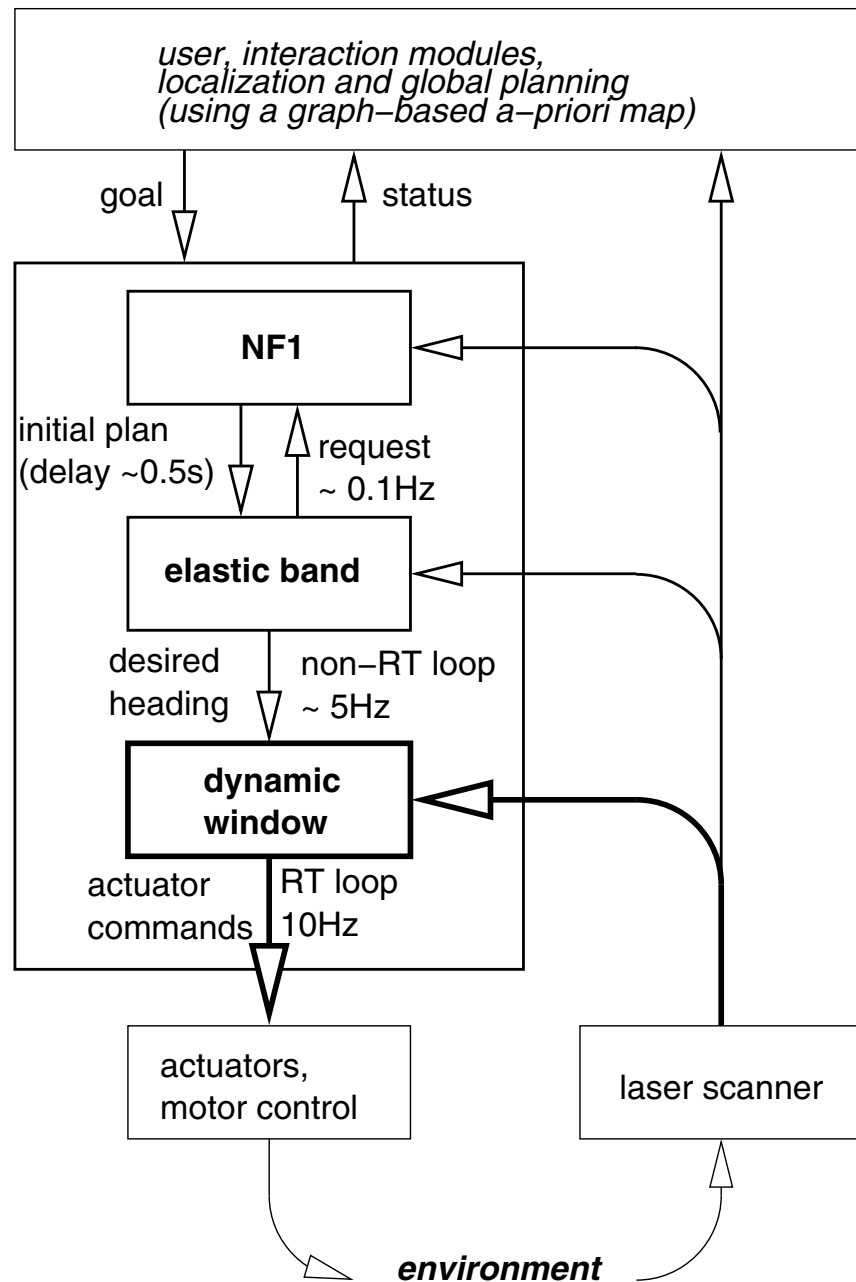 user, interaction modules,
localization and global planning
(using a graph−based a−priori map)
goal
status
NF1
initial plan
(delay ~0.5s)
request
~ 0.1Hz
elastic band
desired
heading
non−RT loop
~ 5Hz
dynamic
window
actuator
commands
RT loop
10Hz
actuators,
motor control
laser scanner
environment